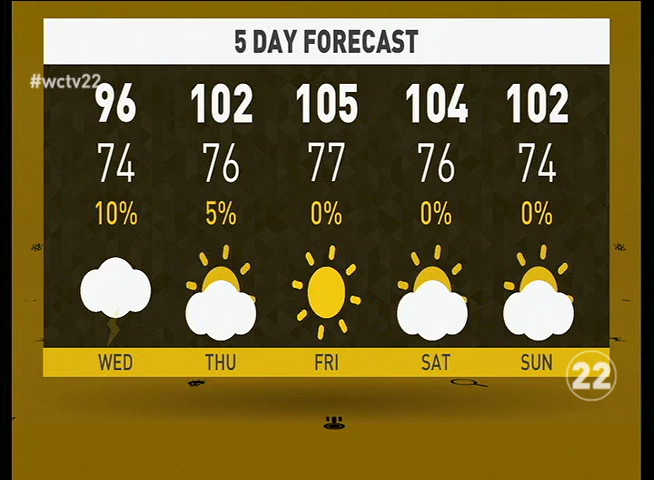 5 DAY FORECAST
#wctv22
96 102 105 104 102
74 76 77 76 74
10% 5% 0% 0% 0%
WED THU FRI SAT SUN
22